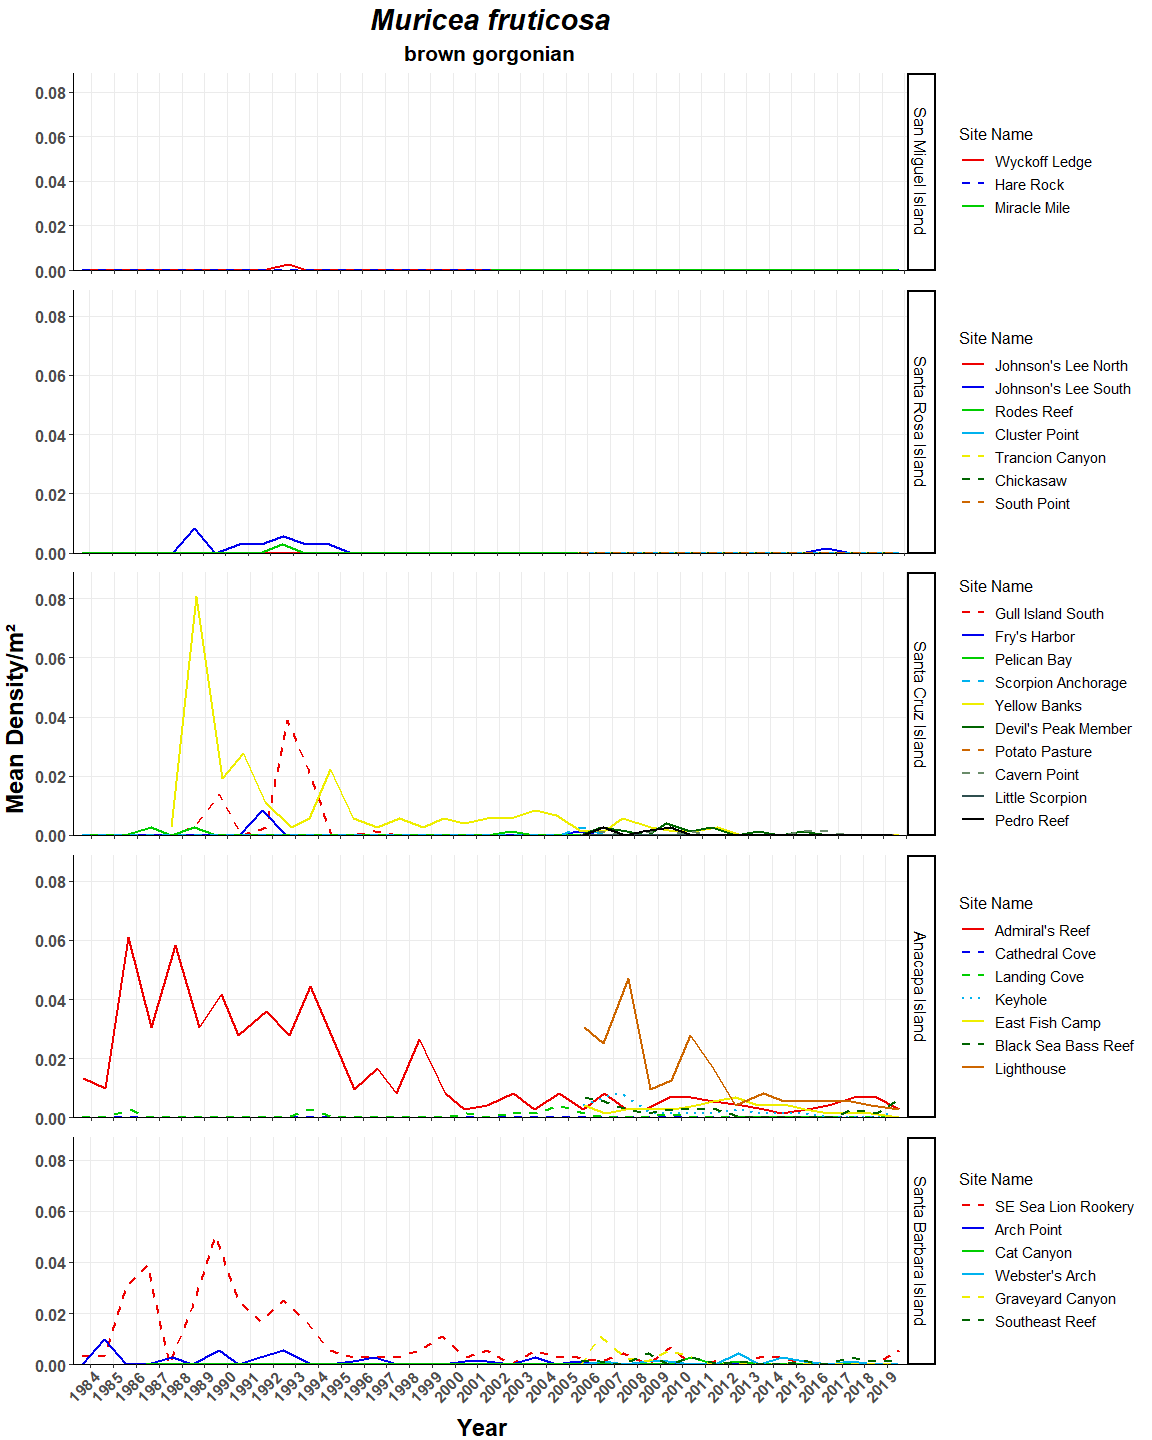 Muricea fruticosa
brown gorgonian
Mean Density/m²
0.08
0.06
0.04
0.02
0.00
San Miguel Island
Site Name
Wyckoff Ledge
Hare Rock
Miracle Mile
0.08
0.06
0.04
0.02
0.00
Santa Rosa Island
Site Name
Johnson's Lee North
Johnson's Lee South
Rodes Reef
Cluster Point
Trancion Canyon
Chickasaw
South Point
0.08
0.06
0.04
0.02
0.00
Santa Cruz Island
Site Name
Gull Island South
Fry's Harbor
Pelican Bay
Scorpion Anchorage
Yellow Banks
Devil's Peak Member
Potato Pasture
Cavern Point
Little Scorpion
Pedro Reef
0.08
0.06
0.04
0.02
0.00
Anacapa Island
Site Name
Admiral's Reef
Cathedral Cove
Landing Cove
Keyhole
East Fish Camp
Black Sea Bass Reef
Lighthouse
0.08
0.06
0.04
0.02
0.00
Santa Barbara Island
Site Name
SE Sea Lion Rookery
Arch Point
Cat Canyon
Webster's Arch
Graveyard Canyon
Southeast Reef
1984 1985 1986 1987 1988 1989 1990 1991 1992 1993 1994 1995 1996 1997 1998 1999 2000 2001 2002 2003 2004 2005 2006 2007 2008 2009 2010 2011 2012 2013 2014 2015 2016 2017 2018 2019
Year